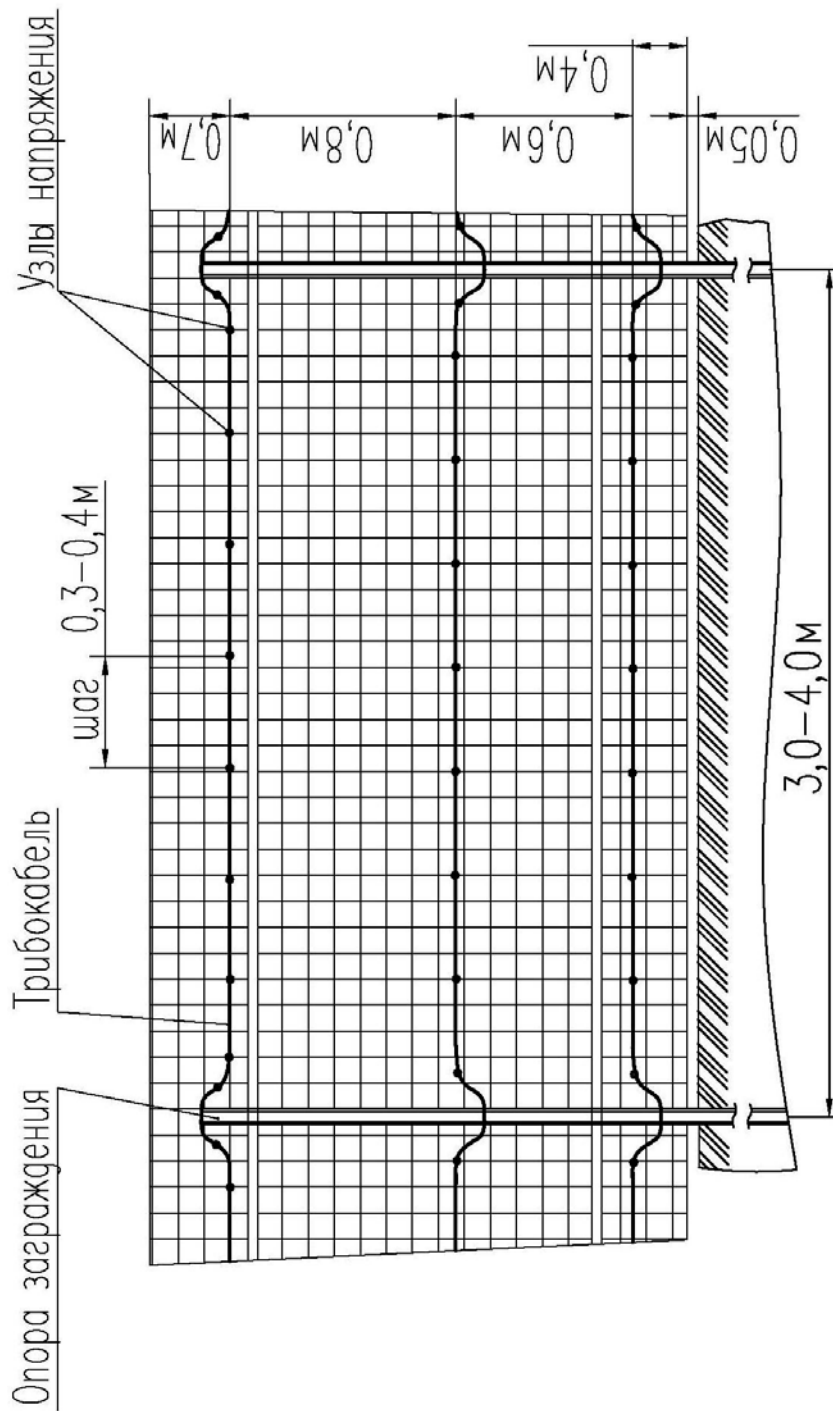 Опора заграждения
Трибокабель
шаг 0,3-0,4м
Узлы напряжения
0,7м
0,8м
0,6м
0,4м
0,05м
3,0-4,0м